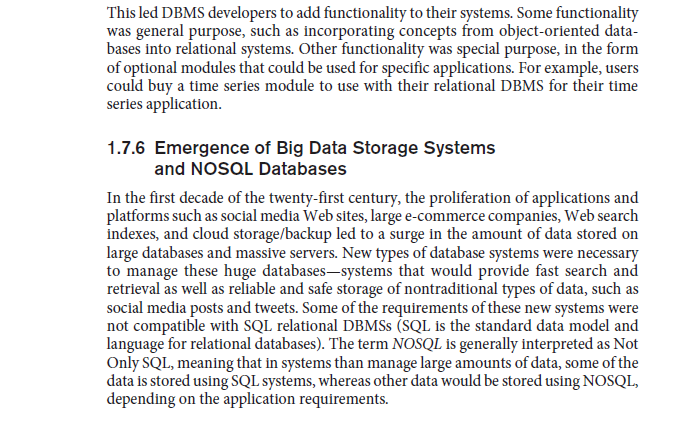 This led DBMS developers to add functionality to their systems. Some functionality
was general purpose, such as incorporating concepts from object-oriented data-
bases into relational systems. Other functionality was special purpose, in the form
of optional modules that could be used for specific applications. For example, users
could buy a time series module to use with their relational DBMS for their time
series application.
1.7.6 Emergence of Big Data Storage Systems
and NOSQL Databases
In the first decade of the twenty-first century, the proliferation of applications and
platforms such as social media Web sites, large e-commerce companies, Web search
indexes, and cloud storage/backup led to a surge in the amount of data stored on
large databases and massive servers. New types of database systems were necessary
to manage these huge databases—systems that would provide fast search and
retrieval as well as reliable and safe storage of nontraditional types of data, such as
social media posts and tweets. Some of the requirements of these new systems were
not compatible with SQL relational DBMSs (SQL is the standard data model and
language for relational databases). The term NOSQL is generally interpreted as Not
Only SQL, meaning that in systems than manage large amounts of data, some of the
data is stored using SQL systems, whereas other data would be stored using NOSQL,
depending on the application requirements.